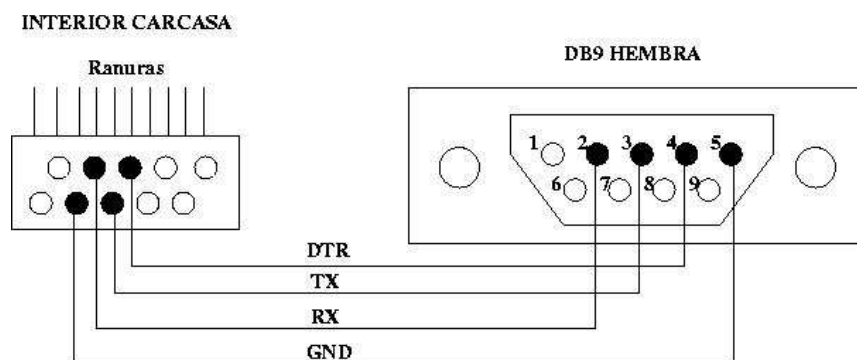 INTERIOR CARCASA
Ranuras
DB9 HEMBRA
1 2 3 4 5
6 7 8 9
DTR
TX
RX
GND